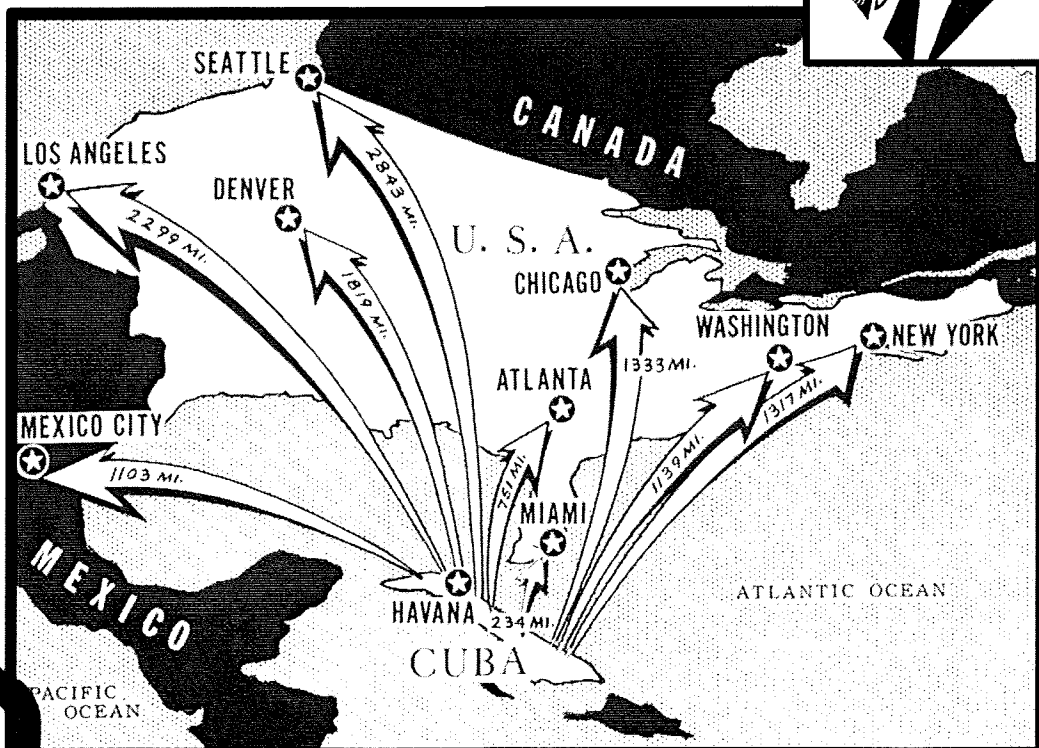 SEATTLE
CANADA
LOS ANGELES
2843 MI.
DENVER
2299 MI.
U. S. A.
CHICAGO
1819 MI.
WASHINGTON
NEW YORK
1333 MI.
ATLANTA
1317 MI.
MEXICO CITY
1139 MI.
1103 MI.
751 MI.
MIAMI
MEXICO
ATLANTIC OCEAN
HAVANA
234 MI.
CUBA
PACIFIC
OCEAN